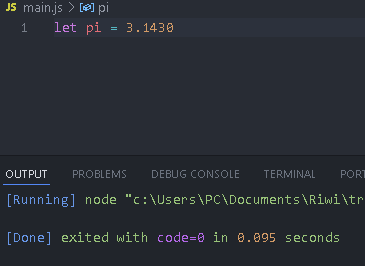 JS main.js > pi
1 let pi = 3.1430
OUTPUT PROBLEMS DEBUG CONSOLE TERMINAL PORT
[Running] node "c:\Users\PC\Documents\Riwi\tr
[Done] exited with code=0 in 0.095 seconds